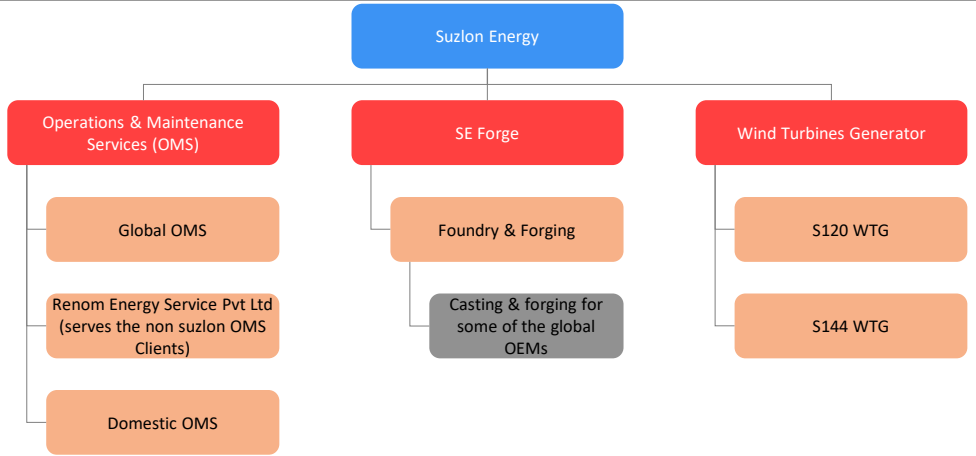 Suzlon Energy
Operations & Maintenance
Services (OMS)
SE Forge
Wind Turbines Generator
Global OMS
Foundry & Forging
S120 WTG
Renom Energy Service Pvt Ltd
(serves the non suzlon OMS
Clients)
Casting & forging for
some of the global
OEMs
S144 WTG
Domestic OMS